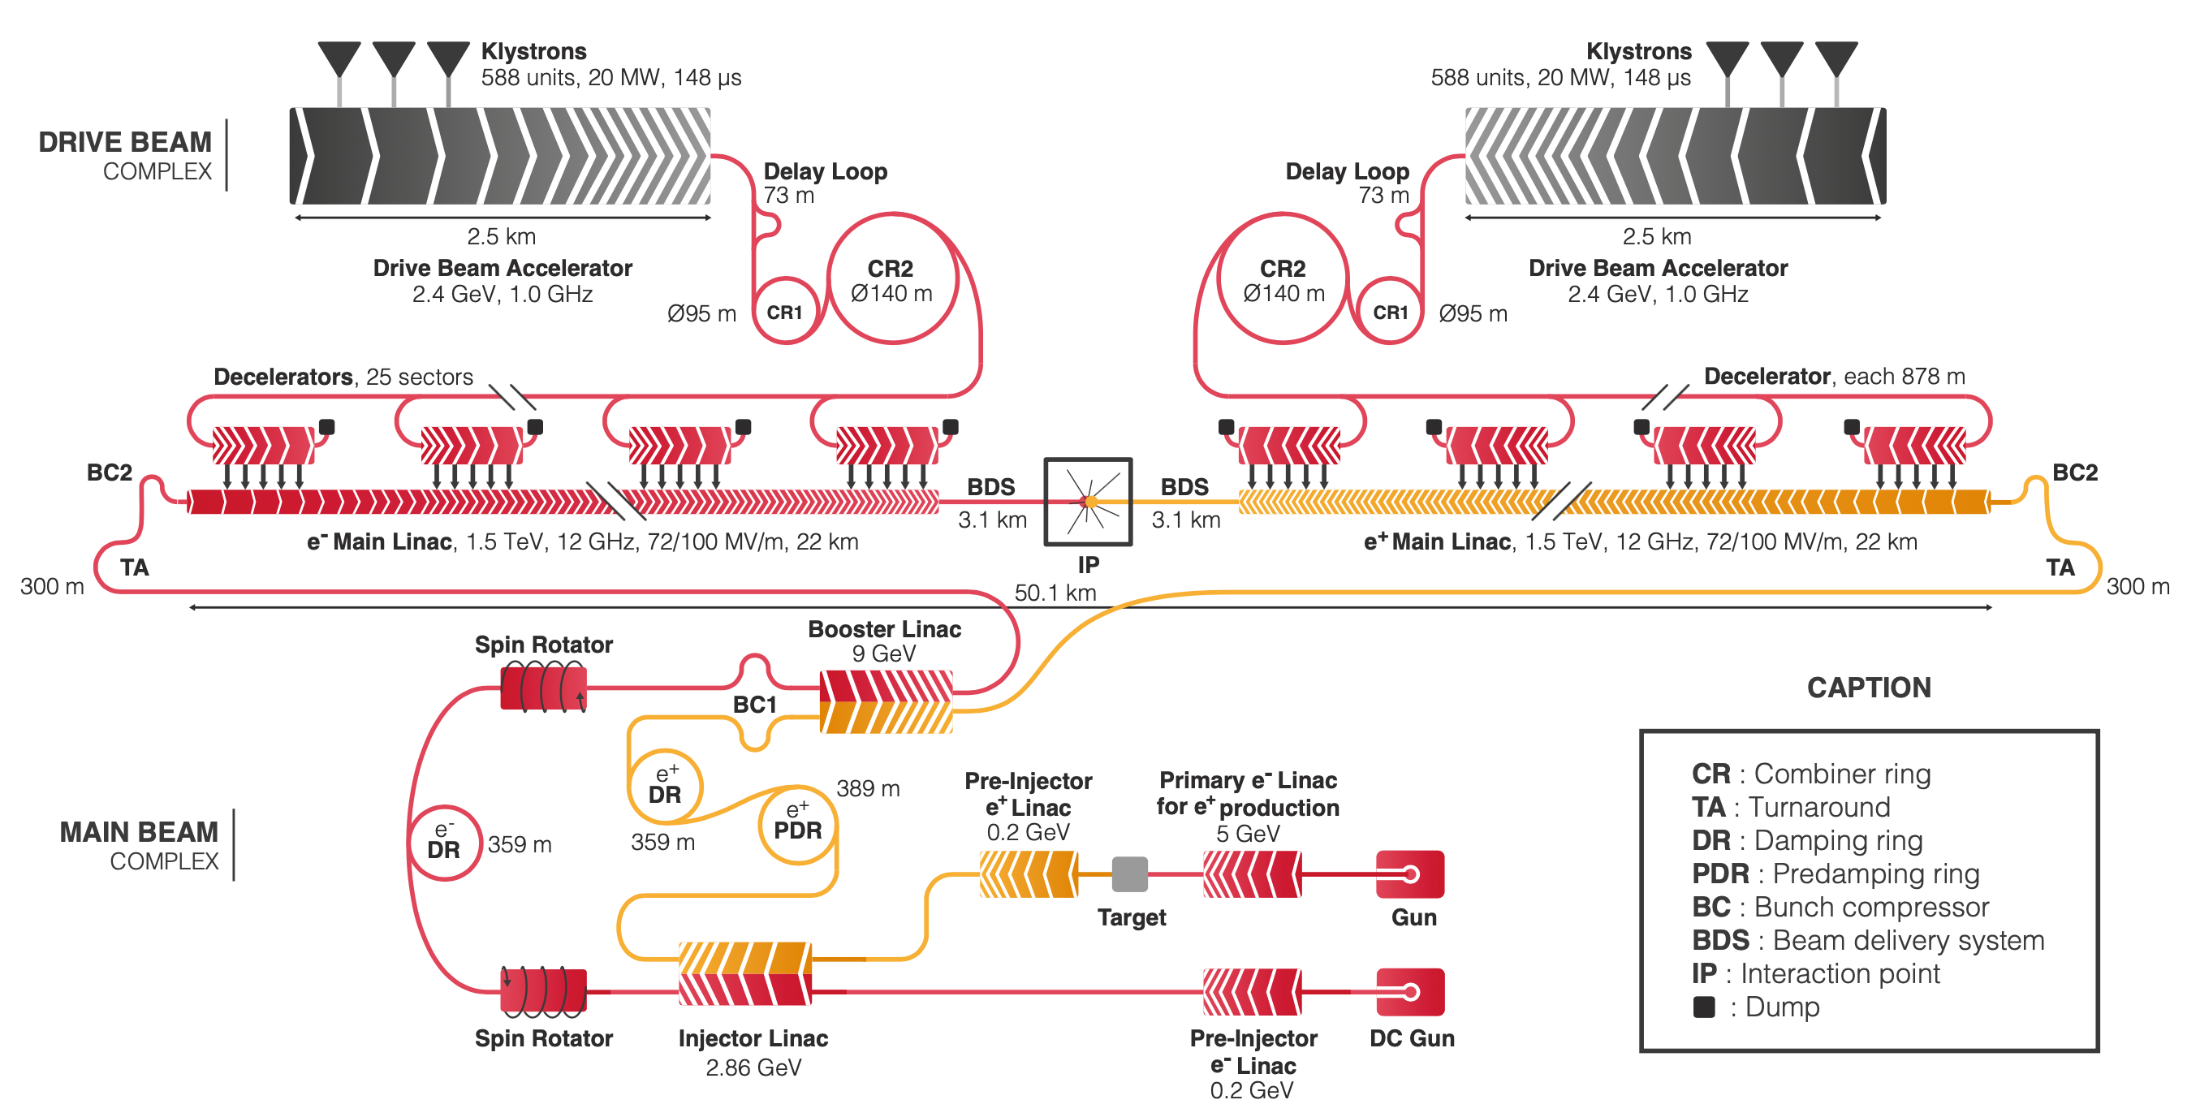 Klystrons
588 units, 20 MW, 148 µs
Klystrons
588 units, 20 MW, 148 µs
DRIVE BEAM
COMPLEX
Delay Loop
73 m
Delay Loop
73 m
2.5 km
Drive Beam Accelerator
2.4 GeV, 1.0 GHz
CR2
Ø140 m
CR1
Ø95 m
CR2
Ø140 m
CR1
Ø95 m
2.5 km
Drive Beam Accelerator
2.4 GeV, 1.0 GHz
Decelerators, 25 sectors
Decelerator, each 878 m
BC2
BDS
3.1 km
BDS
3.1 km
BC2
e⁻ Main Linac, 1.5 TeV, 12 GHz, 72/100 MV/m, 22 km
IP
e⁺ Main Linac, 1.5 TeV, 12 GHz, 72/100 MV/m, 22 km
TA
300 m
TA
300 m
50.1 km
Spin Rotator
Booster Linac
9 GeV
BC1
MAIN BEAM
COMPLEX
e⁻
DR
359 m
e⁺
DR
359 m
e⁺
PDR
389 m
Pre-Injector
e⁺ Linac
0.2 GeV
Primary e⁻ Linac
for e⁺ production
5 GeV
Target
Gun
Spin Rotator
Injector Linac
2.86 GeV
Pre-Injector
e⁻ Linac
0.2 GeV
DC Gun
CAPTION
CR : Combiner ring
TA : Turnaround
DR : Damping ring
PDR : Predamping ring
BC : Bunch compressor
BDS : Beam delivery system
IP : Interaction point
: Dump